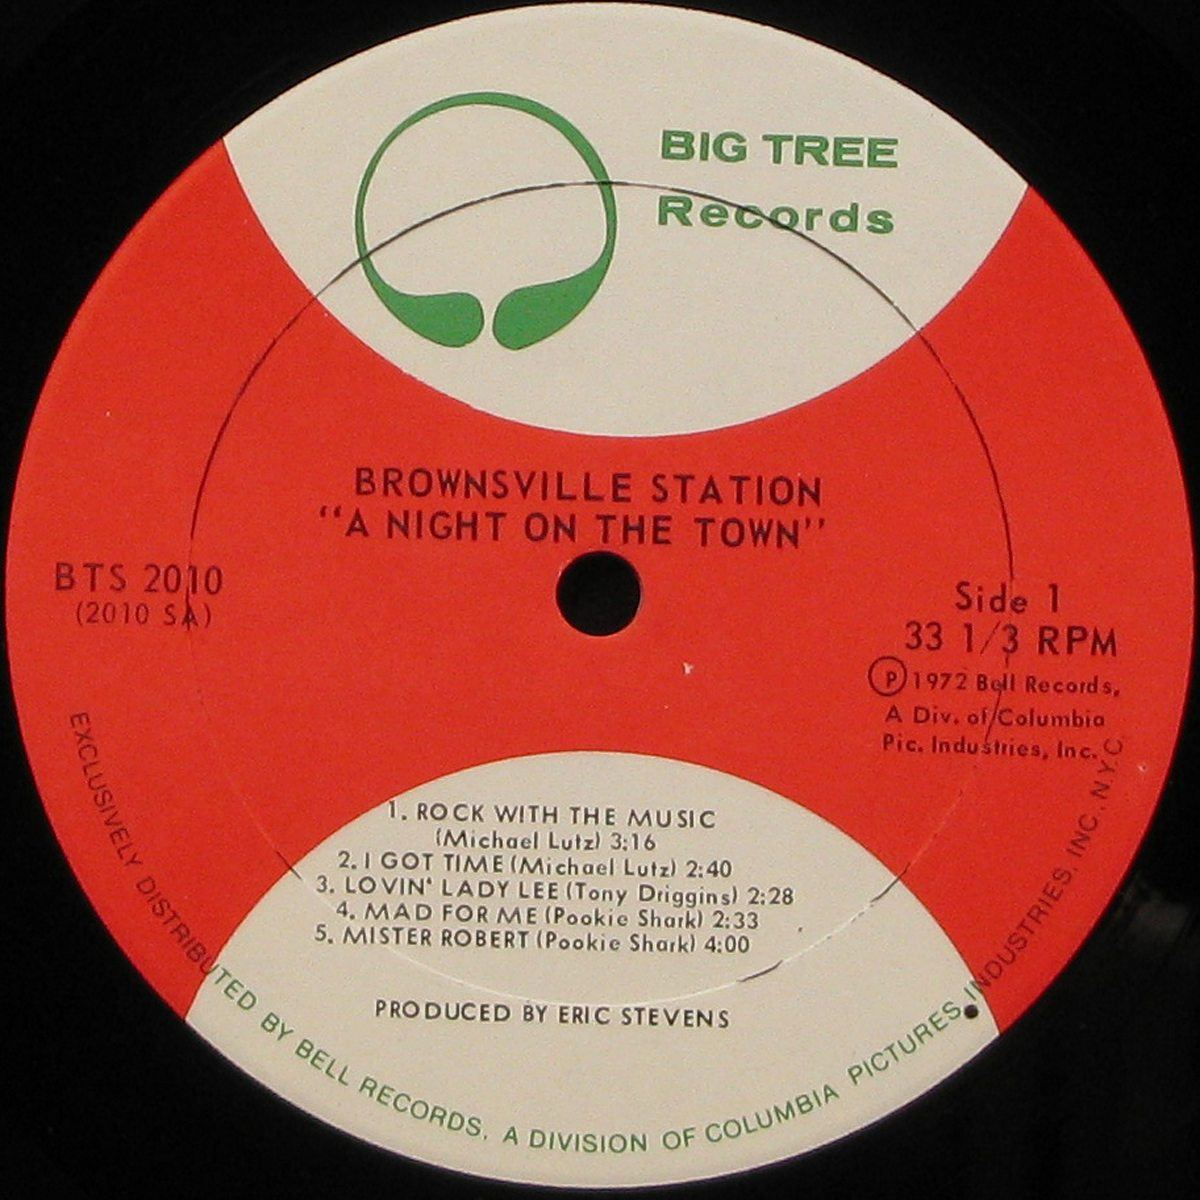 BIG TREE
Records
BROWNSVILLE STATION
"A NIGHT ON THE TOWN"
BTS 2010
(2010 SA)
Side 1
33 1/3 RPM
Ⓟ 1972 Bell Records,
A Div. of Columbia
Pic. Industries, Inc.
1. ROCK WITH THE MUSIC
(Michael Lutz) 3:16
2. I GOT TIME (Michael Lutz) 2:40
3. LOVIN' LADY LEE (Tony Driggins) 2:28
4. MAD FOR ME (Pookie Shark) 2:33
5. MISTER ROBERT (Pookie Shark) 4:00
PRODUCED BY ERIC STEVENS
EXCLUSIVELY DISTRIBUTED BY BELL RECORDS, A DIVISION OF COLUMBIA PICTURES INDUSTRIES, INC., N.Y.C.